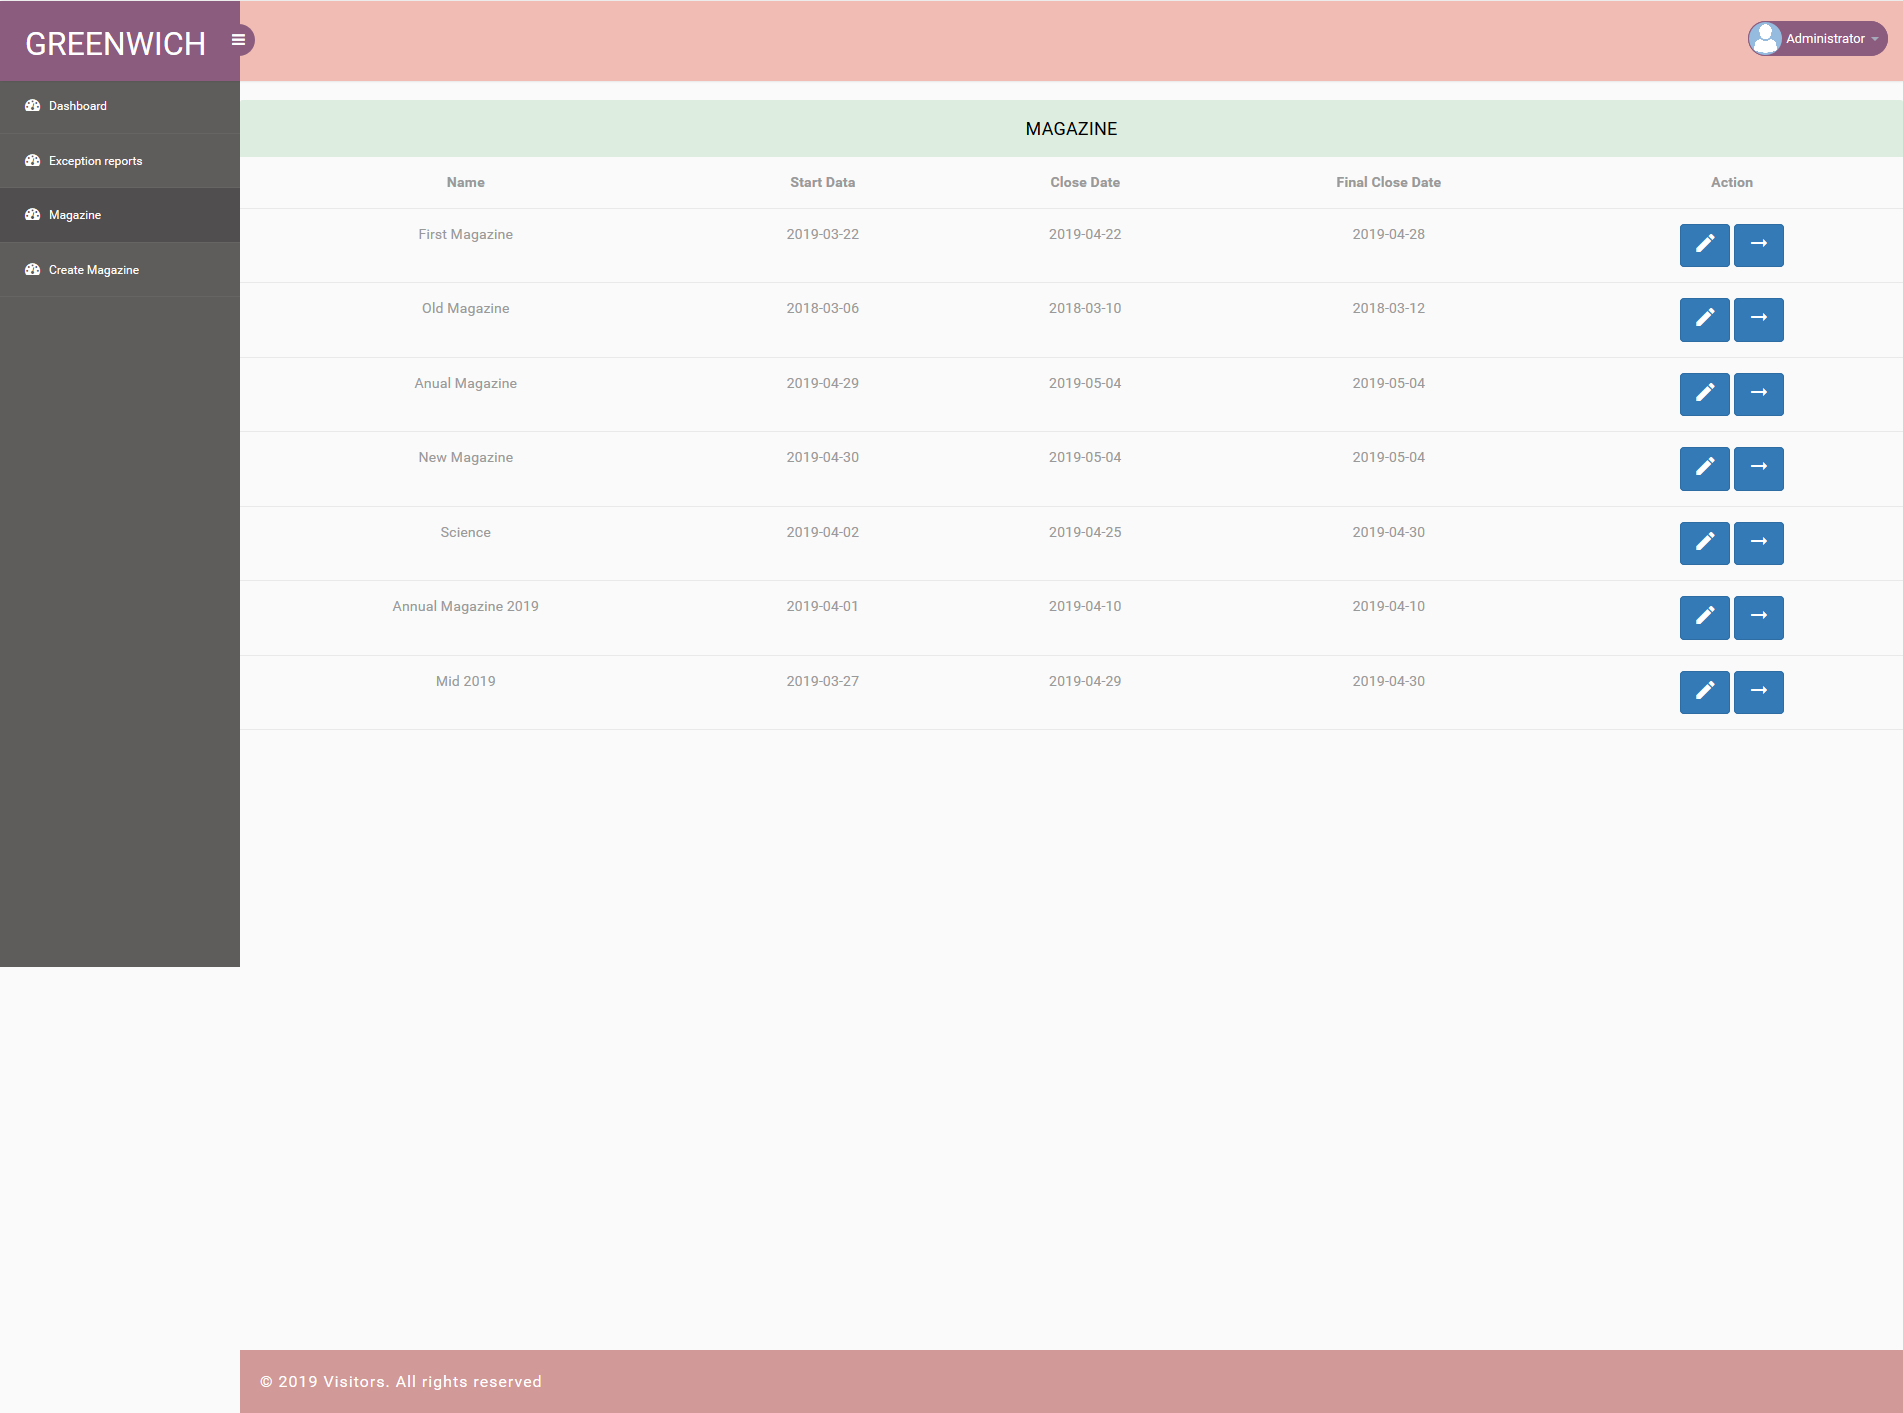 GREENWICH
Administrator
Dashboard
Exception reports
Magazine
Create Magazine
MAGAZINE
Name Start Data Close Date Final Close Date Action
First Magazine 2019-03-22 2019-04-22 2019-04-28
Old Magazine 2018-03-06 2018-03-10 2018-03-12
Anual Magazine 2019-04-29 2019-05-04 2019-05-04
New Magazine 2019-04-30 2019-05-04 2019-05-04
Science 2019-04-02 2019-04-25 2019-04-30
Annual Magazine 2019 2019-04-01 2019-04-10 2019-04-10
Mid 2019 2019-03-27 2019-04-29 2019-04-30
© 2019 Visitors. All rights reserved